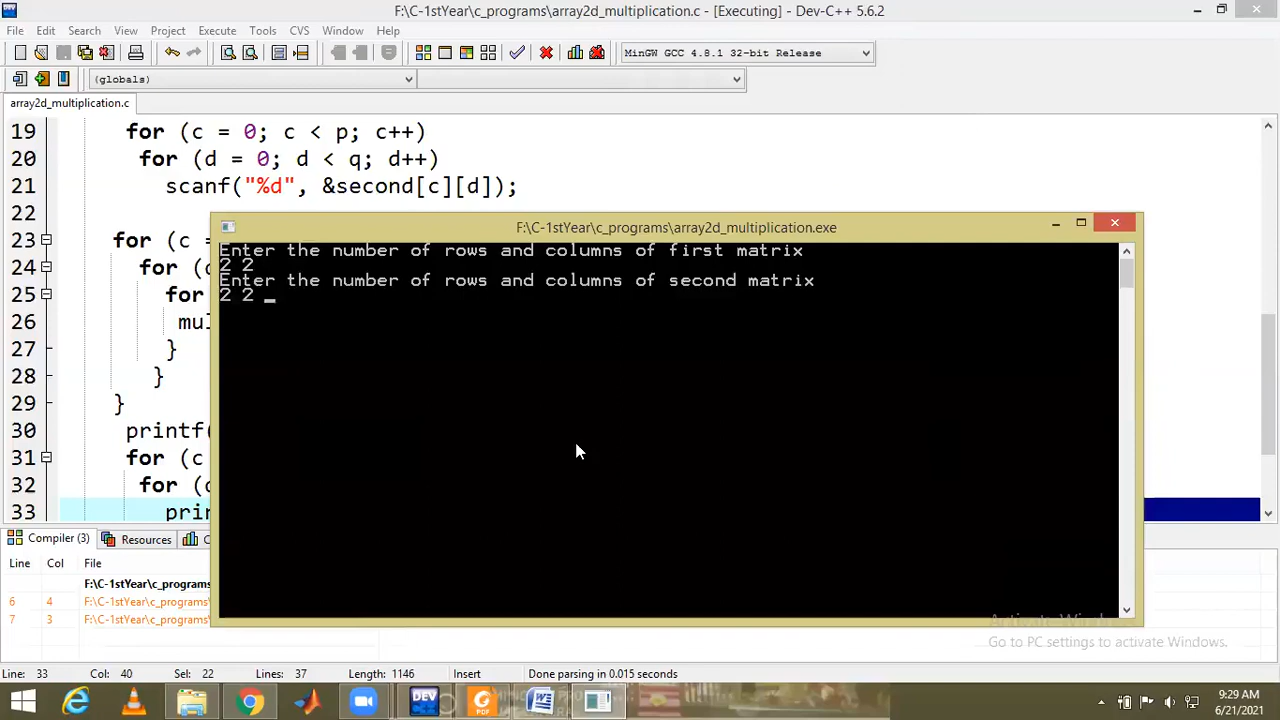 F:\C-1stYear\c_programs\array2d_multiplication.c - [Executing] - Dev-C++ 5.6.2
File Edit Search View Project Execute Tools CVS Window Help
MinGW GCC 4.8.1 32-bit Release
(globals)
array2d_multiplication.c
19 for (c = 0; c < p; c++)
20 for (d = 0; d < q; d++)
21 scanf("%d", &second[c][d]);
22
23 for (c =
24 for (
25 for
26 mul
27 }
28 }
29 }
30 printf(
31 for (c
32 for (
33 prin
F:\C-1stYear\c_programs\array2d_multiplication.exe
Enter the number of rows and columns of first matrix
2 2
Enter the number of rows and columns of second matrix
2 2 _
Compiler (3) Resources
Line Col File
F:\C-1stYear\c_programs\
6 4 F:\C-1stYear\c_programs\
7 3 F:\C-1stYear\c_programs\
Activate Windows
Go to PC settings to activate Windows.
Line: 33 Col: 40 Sel: 22 Lines: 37 Length: 1146 Insert Done parsing in 0.015 seconds
DEV PDF
9:29 AM
6/21/2021